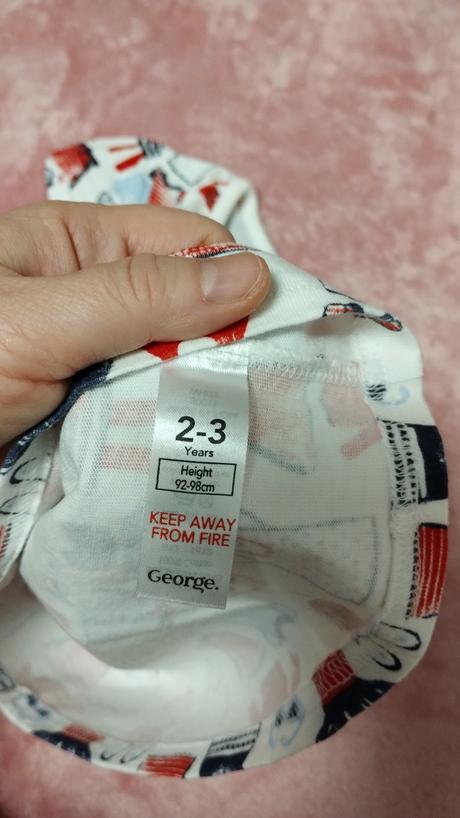 2-3
Years
Height
92-98cm
KEEP AWAY
FROM FIRE
George.